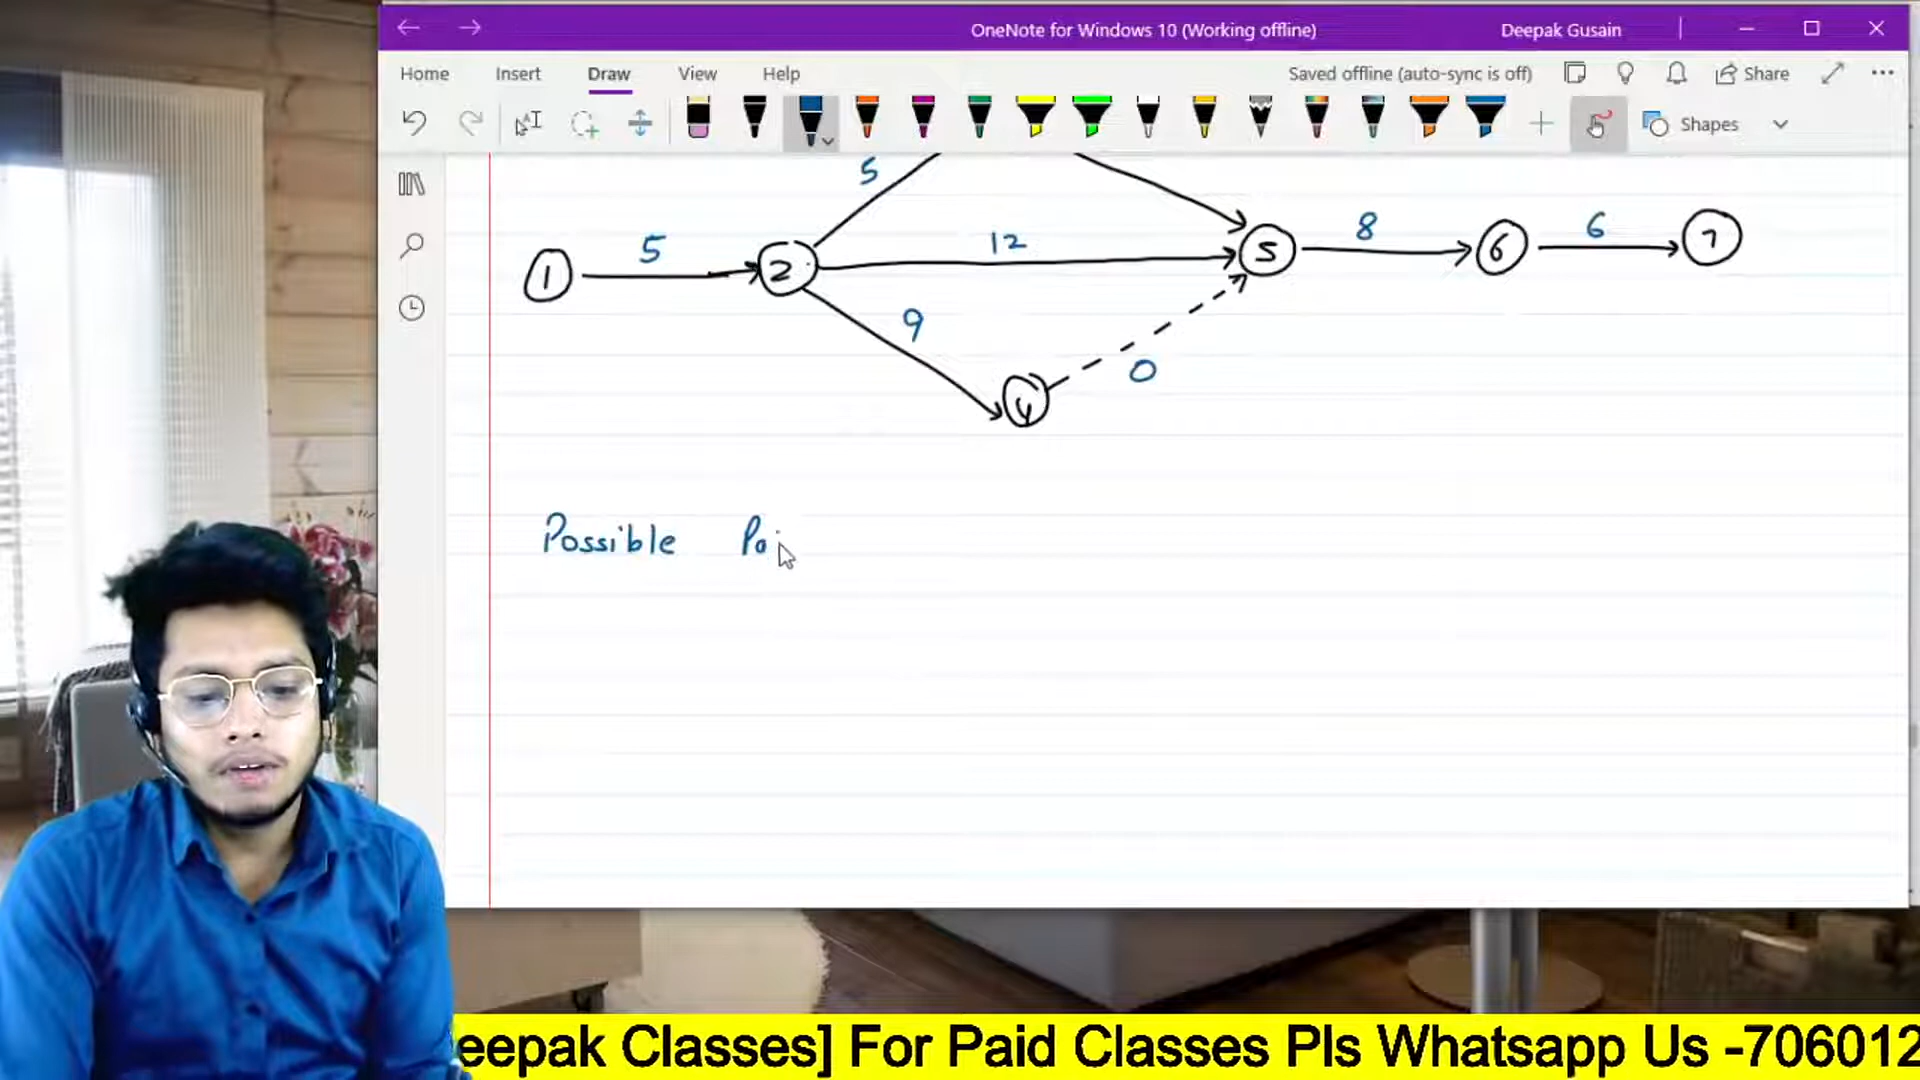 OneNote for Windows 10 (Working offline) Deepak Gusain
Home Insert Draw View Help Saved offline (auto-sync is off) Share
Shapes
5
1 5 2 12 5 8 6 6 7
9
0
4
Possible Pa
eepak Classes] For Paid Classes Pls Whatsapp Us -706012